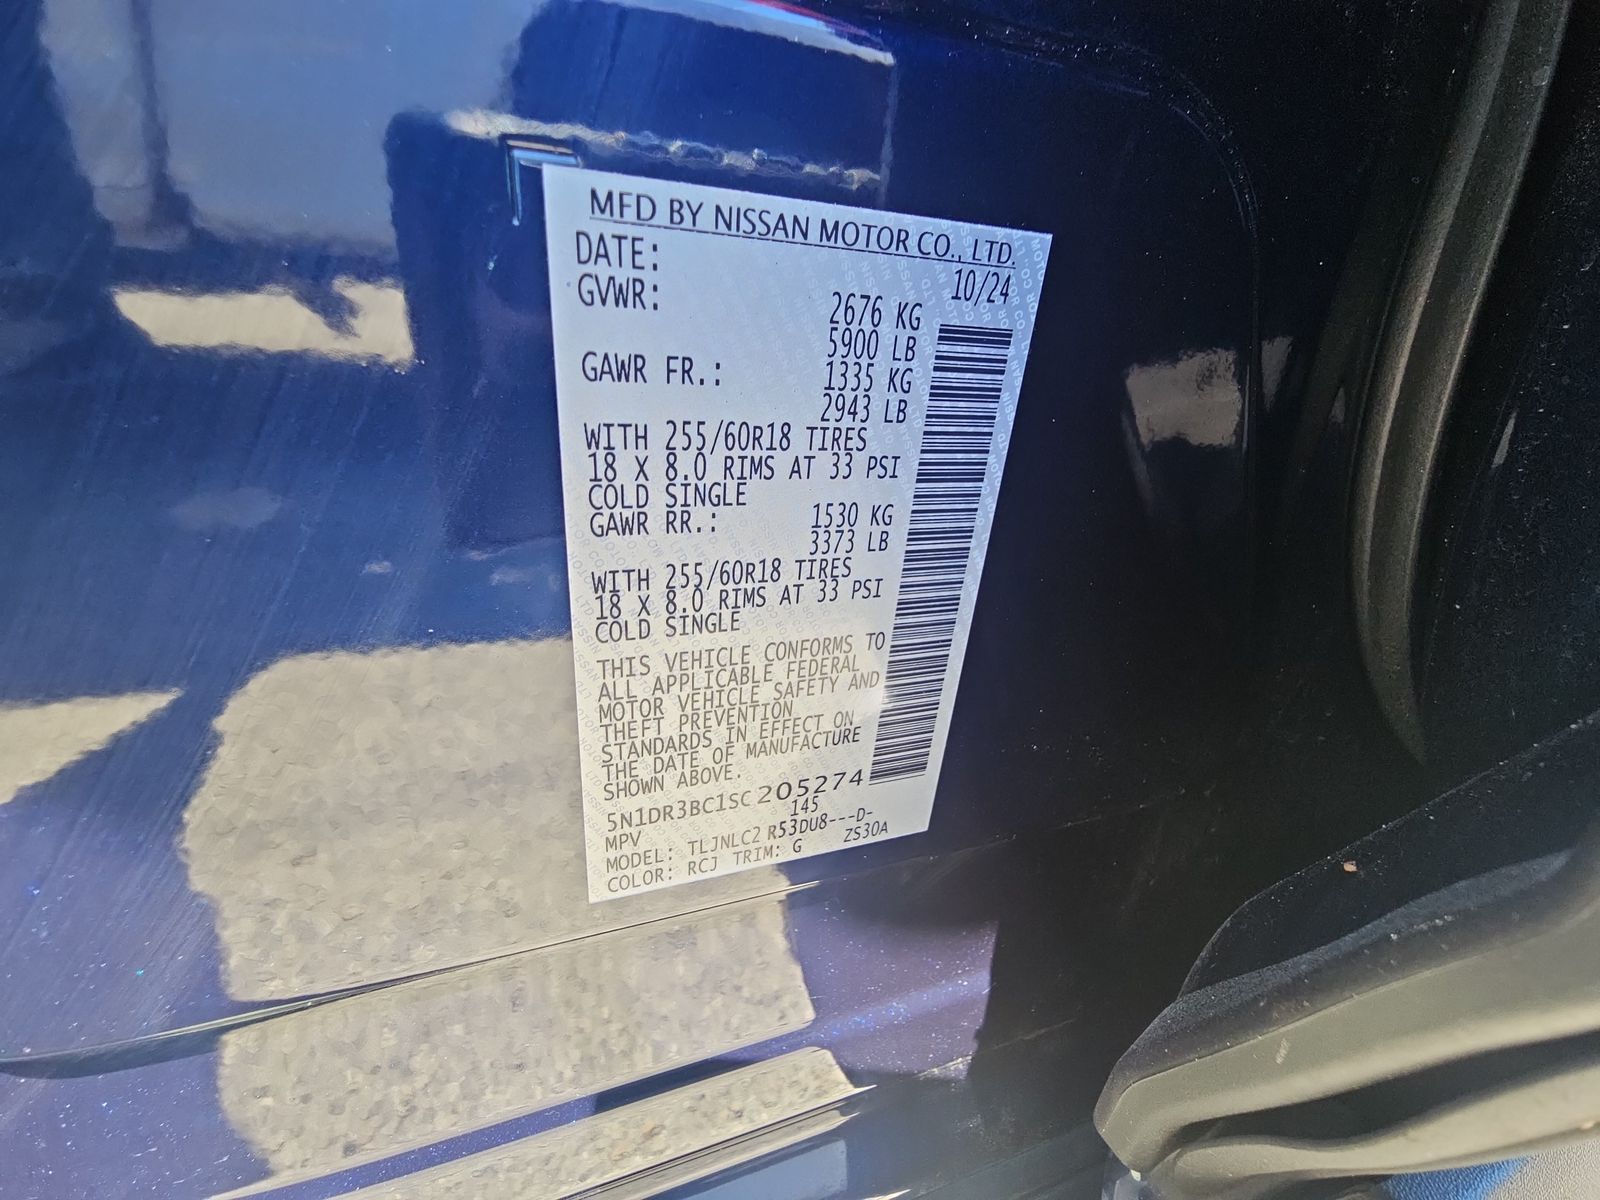 MFD BY NISSAN MOTOR CO., LTD.
DATE: 10/24
GVWR: 2676 KG
5900 LB
GAWR FR.: 1335 KG
2943 LB
WITH 255/60R18 TIRES
18 X 8.0 RIMS AT 33 PSI
COLD SINGLE
GAWR RR.: 1530 KG
3373 LB
WITH 255/60R18 TIRES
18 X 8.0 RIMS AT 33 PSI
COLD SINGLE
THIS VEHICLE CONFORMS TO
ALL APPLICABLE FEDERAL
MOTOR VEHICLE SAFETY AND
THEFT PREVENTION
STANDARDS IN EFFECT ON
THE DATE OF MANUFACTURE
SHOWN ABOVE.
5N1DR3BC1SC205274
MPV 145
MODEL: TLJNLC2 R53DU8---D-
COLOR: RCJ TRIM: G ZS30A